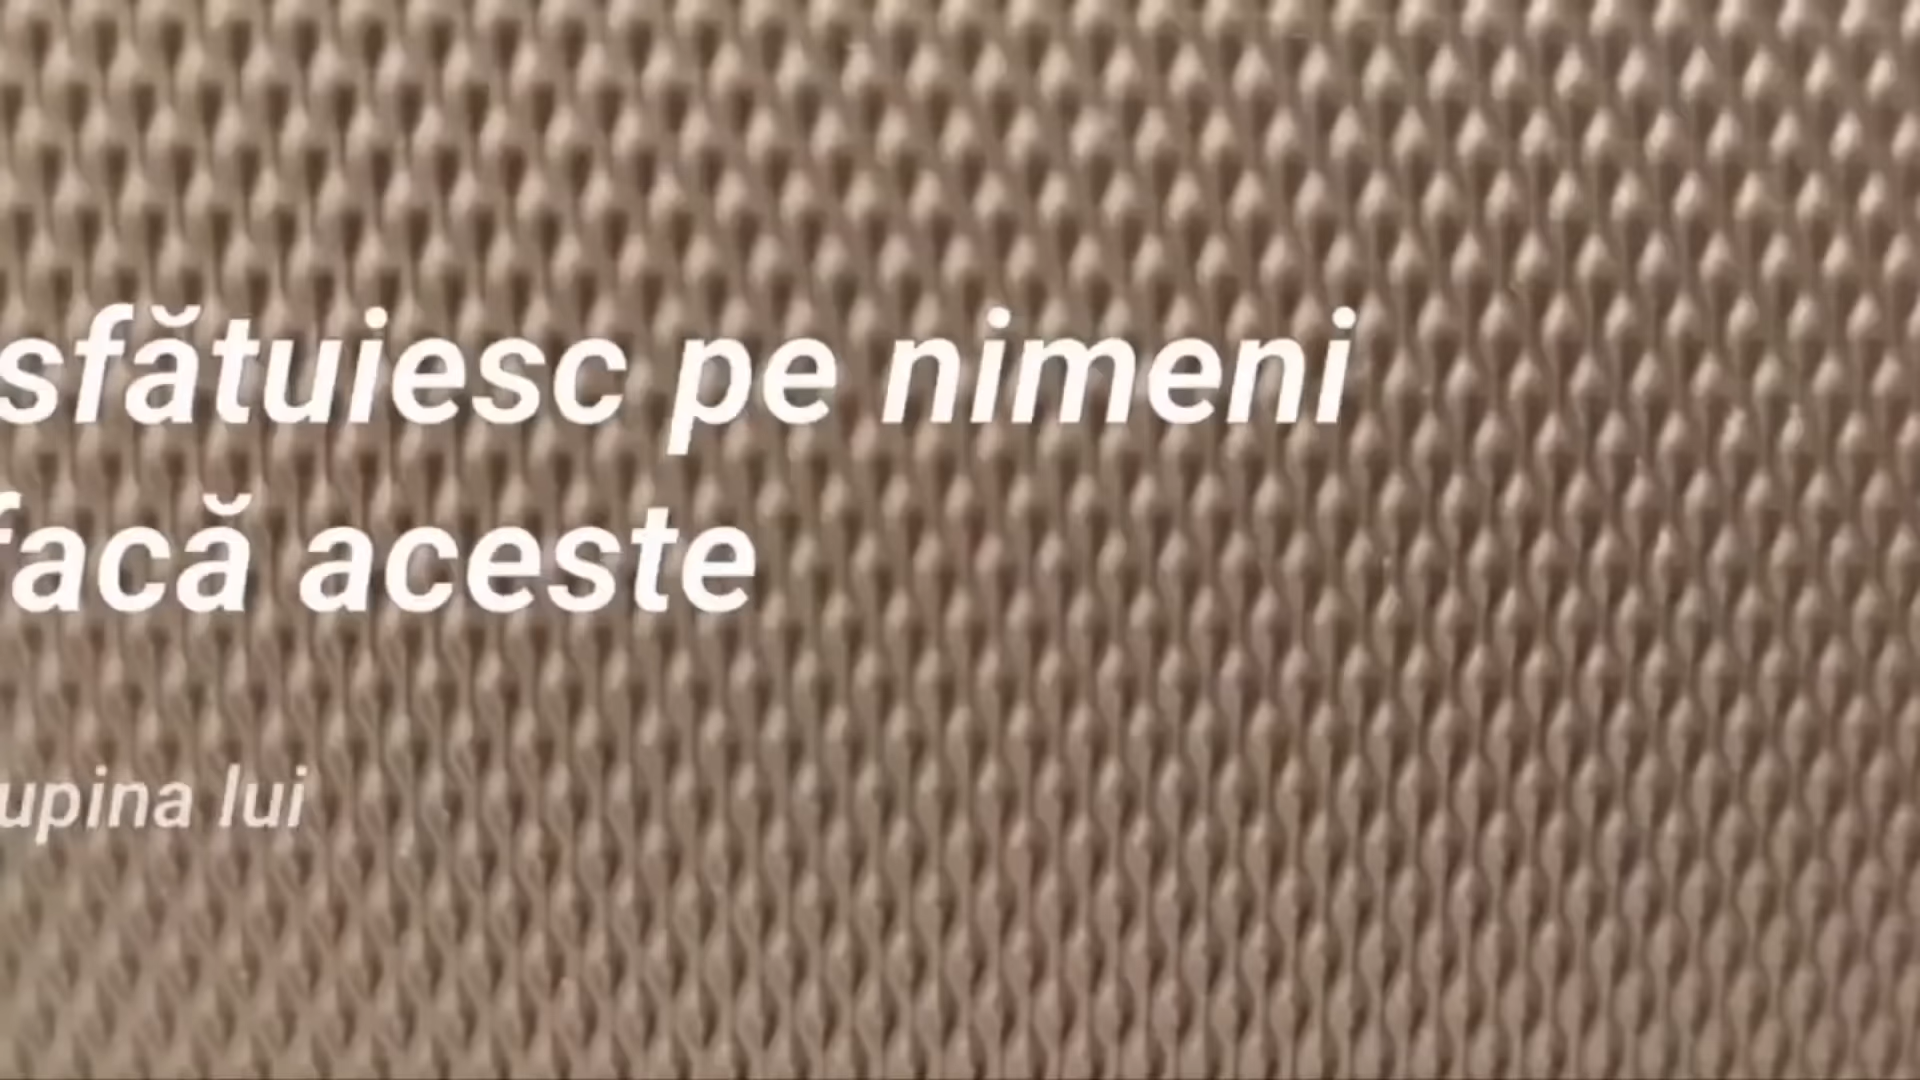 sfătuiesc pe nimeni
facă aceste
upina lui